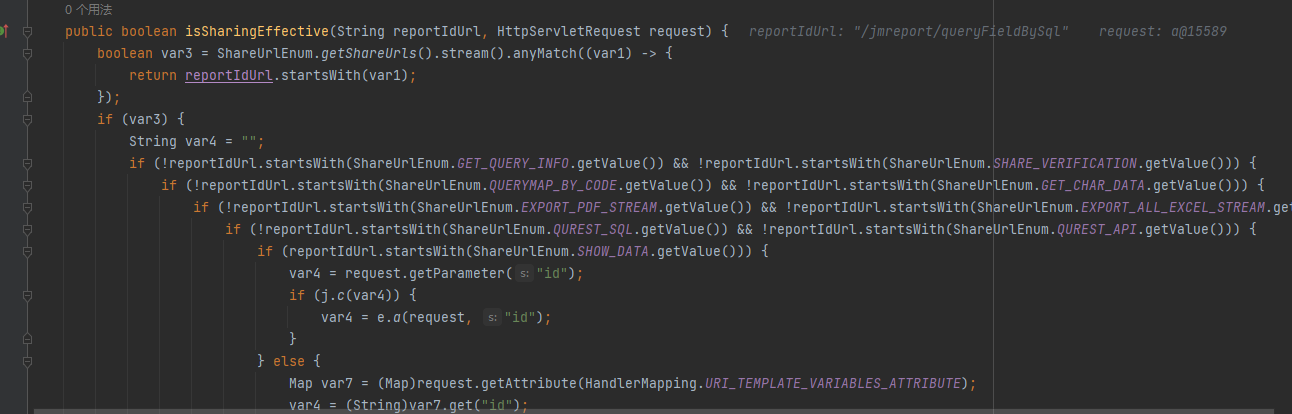 0 个用法
public boolean isSharingEffective(String reportIdUrl, HttpServletRequest request) { reportIdUrl: "/jmreport/queryFieldBySql" request: a@15589
boolean var3 = ShareUrlEnum.getShareUrls().stream().anyMatch((var1) -> {
return reportIdUrl.startsWith(var1);
});
if (var3) {
String var4 = "";
if (!reportIdUrl.startsWith(ShareUrlEnum.GET_QUERY_INFO.getValue()) && !reportIdUrl.startsWith(ShareUrlEnum.SHARE_VERIFICATION.getValue())) {
if (!reportIdUrl.startsWith(ShareUrlEnum.QUERYMAP_BY_CODE.getValue()) && !reportIdUrl.startsWith(ShareUrlEnum.GET_CHAR_DATA.getValue())) {
if (!reportIdUrl.startsWith(ShareUrlEnum.EXPORT_PDF_STREAM.getValue()) && !reportIdUrl.startsWith(ShareUrlEnum.EXPORT_ALL_EXCEL_STREAM.get
if (!reportIdUrl.startsWith(ShareUrlEnum.QUREST_SQL.getValue()) && !reportIdUrl.startsWith(ShareUrlEnum.QUREST_API.getValue())) {
if (reportIdUrl.startsWith(ShareUrlEnum.SHOW_DATA.getValue())) {
var4 = request.getParameter( s: "id");
if (j.c(var4)) {
var4 = e.a(request, s: "id");
}
} else {
Map var7 = (Map)request.getAttribute(HandlerMapping.URI_TEMPLATE_VARIABLES_ATTRIBUTE);
var4 = (String)var7.get("id");